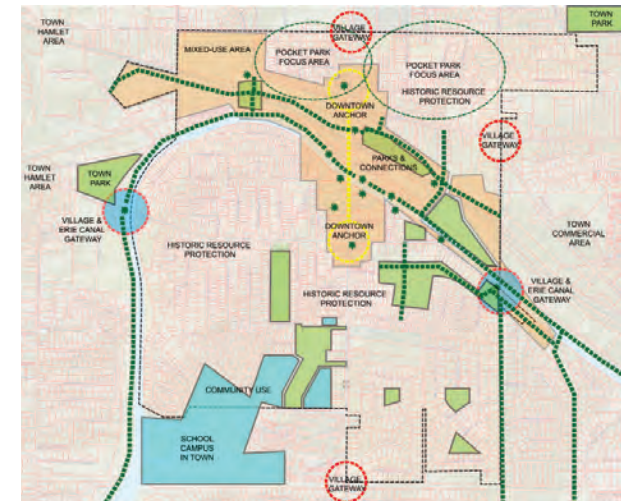 TOWN
HAMLET
AREA
MIXED-USE AREA
POCKET PARK
FOCUS AREA
VILLAGE
GATEWAY
POCKET PARK
FOCUS AREA
HISTORIC RESOURCE
PROTECTION
TOWN
PARK
DOWNTOWN
ANCHOR
VILLAGE
GATEWAY
PARKS &
CONNECTIONS
TOWN
HAMLET
AREA
TOWN
PARK
VILLAGE &
ERIE CANAL
GATEWAY
HISTORIC RESOURCE
PROTECTION
DOWNTOWN
ANCHOR
TOWN
COMMERCIAL
AREA
VILLAGE &
ERIE CANAL
GATEWAY
HISTORIC RESOURCE
PROTECTION
COMMUNITY USE
SCHOOL
CAMPUS
IN TOWN
VILLAGE
GATEWAY